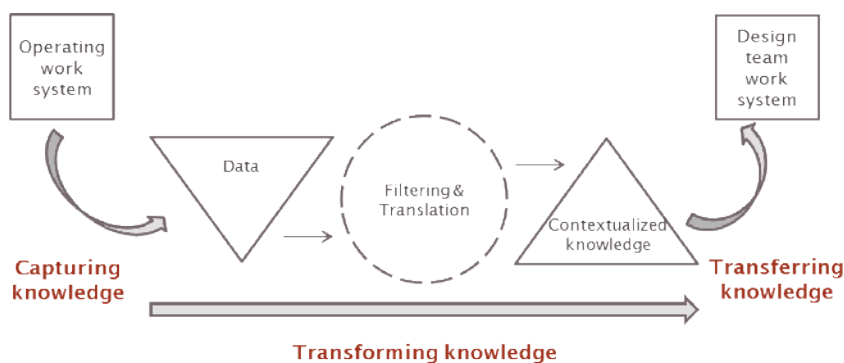 Operating
work
system
Design
team
work
system
Data
Filtering &
Translation
Contextualized
knowledge
Capturing
knowledge
Transferring
knowledge
Transforming knowledge